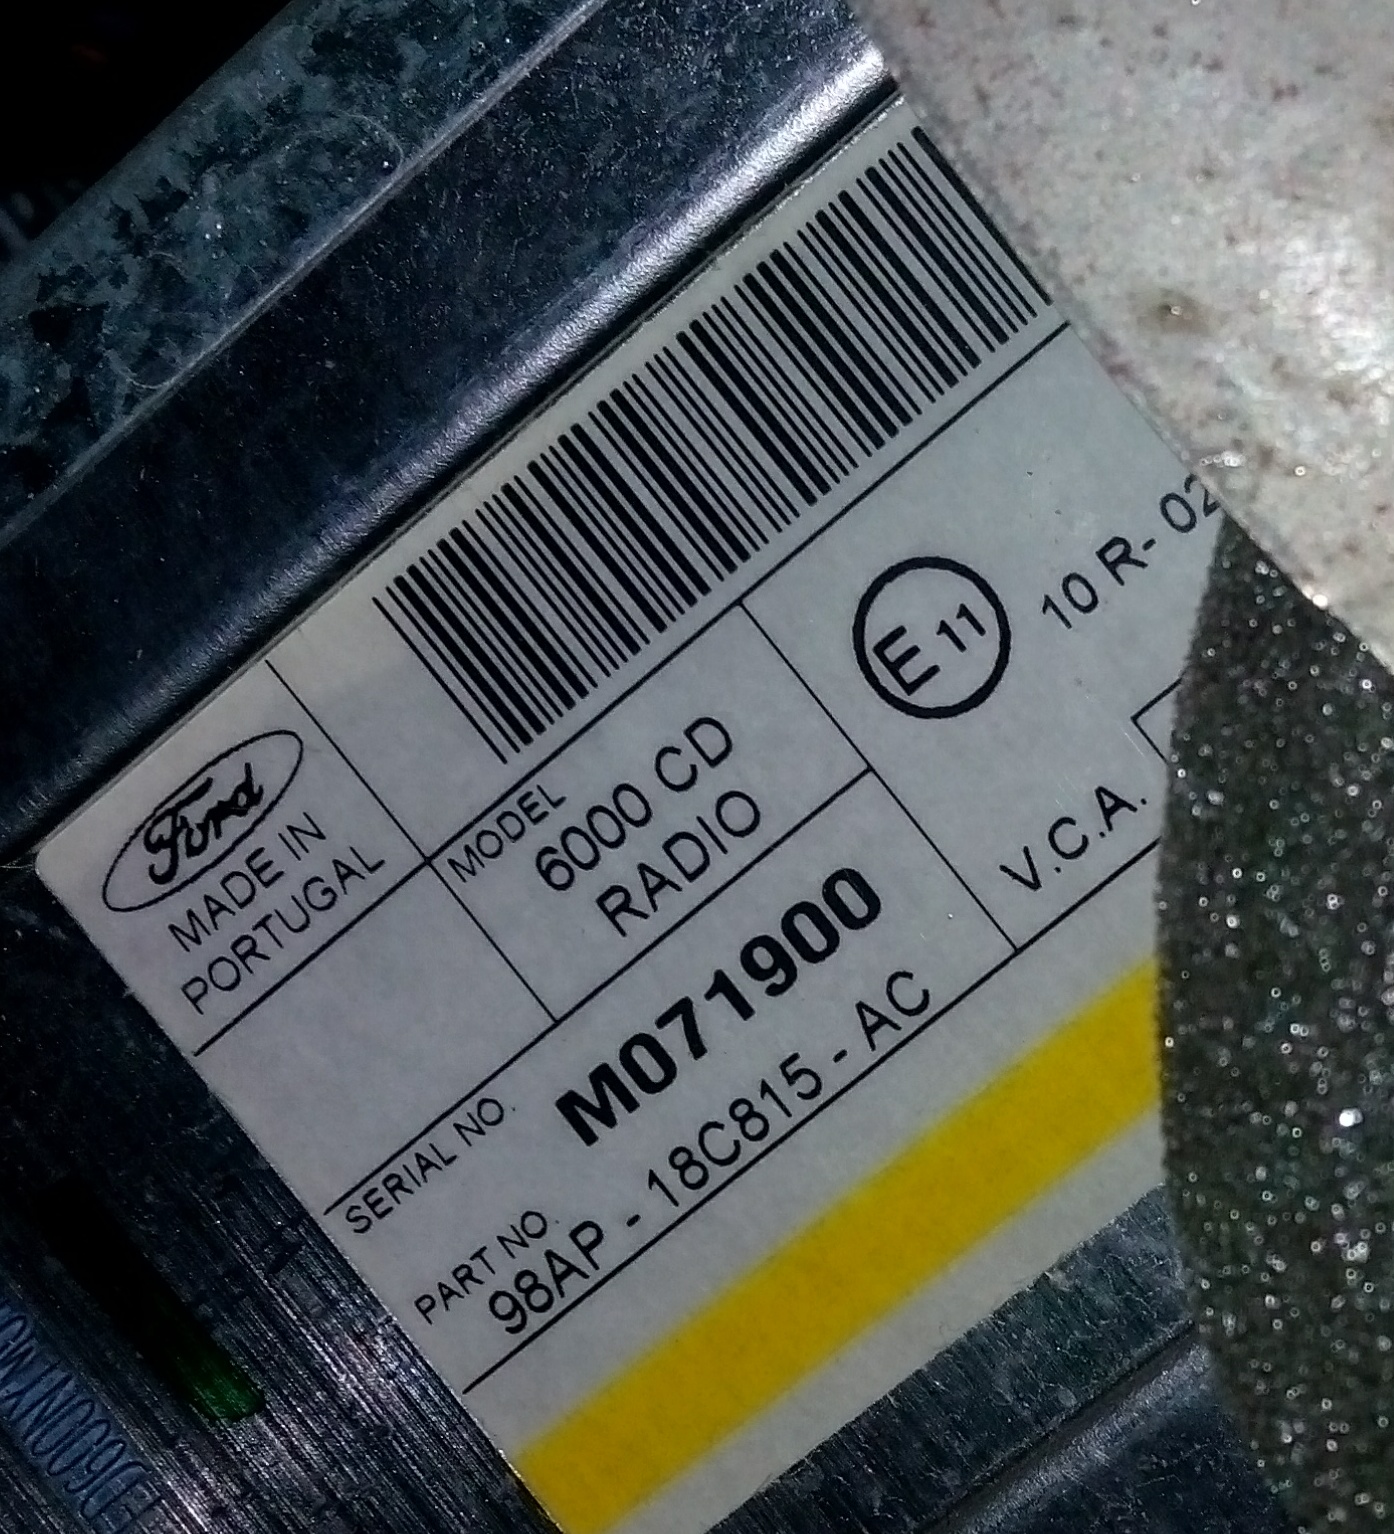 Ford
MADE IN
PORTUGAL
MODEL
6000 CD
RADIO
E 11
10 R- 02
V.C.A.
SERIAL NO.
M071900
PART NO.
98AP - 18C815 - AC